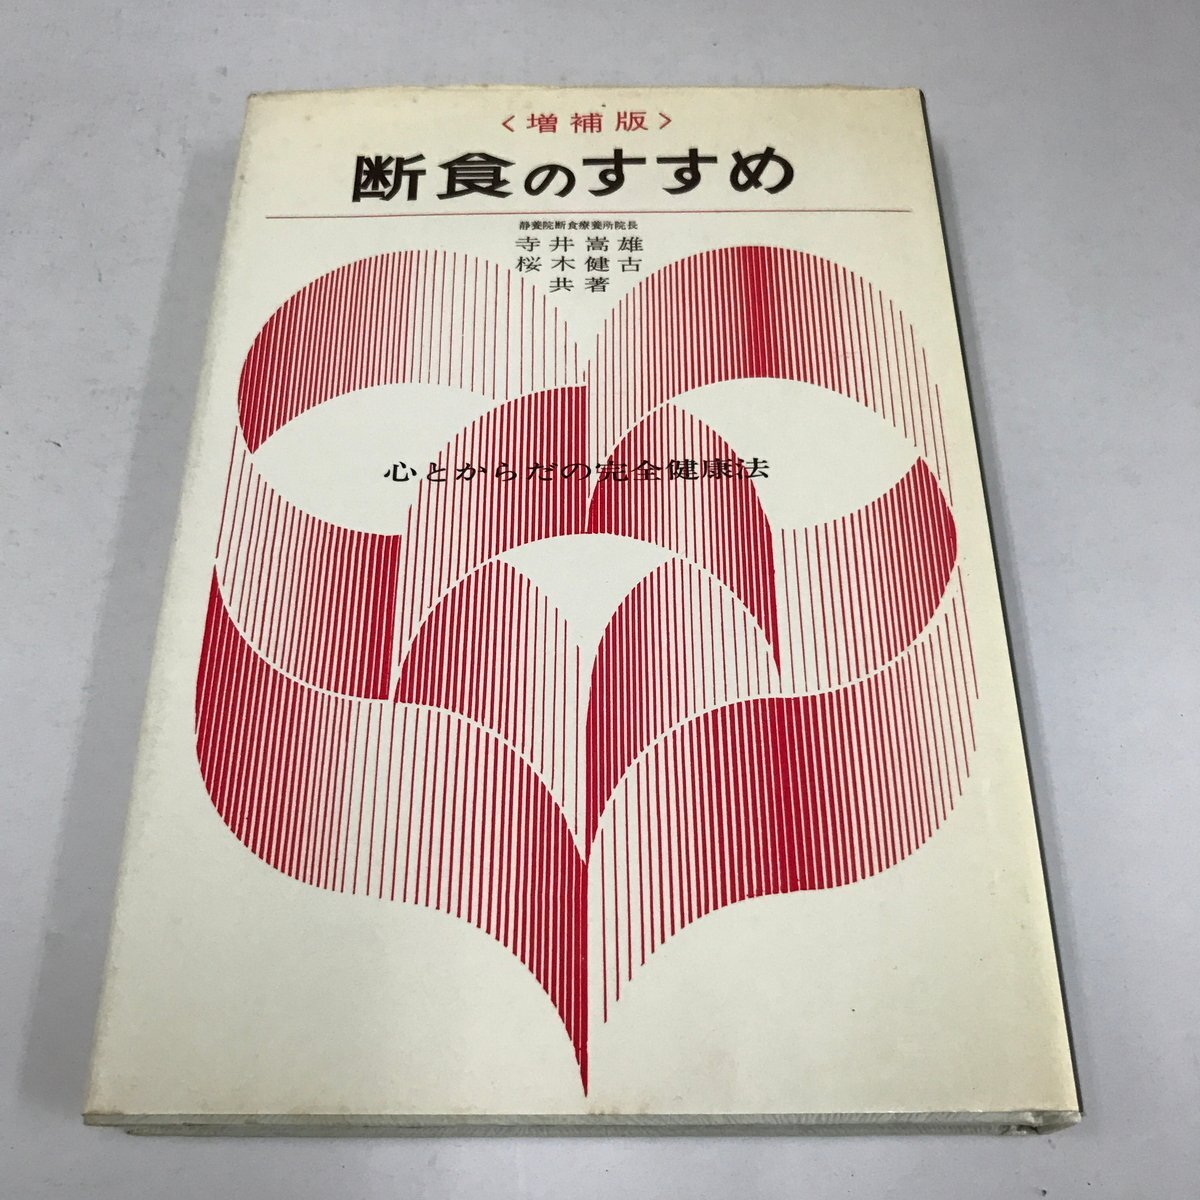 <増補版>
断食のすすめ
静養院断食療養所院長
寺井嵩雄
桜木健古
共著
心とからだの完全健康法